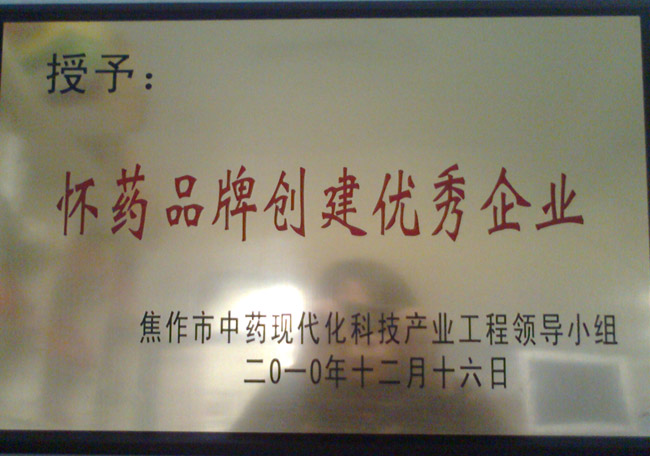 授予：
怀药品牌创建优秀企业
焦作市中药现代化科技产业工程领导小组
二0一0年十二月十六日